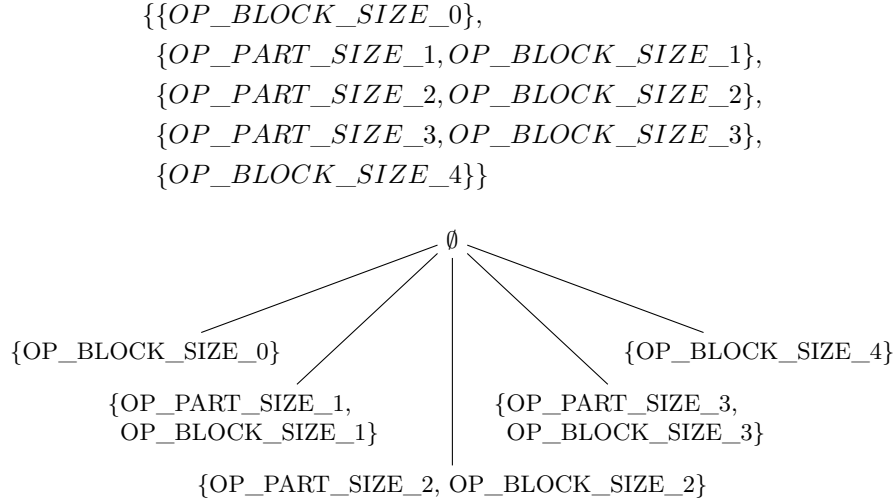 {{OP_BLOCK_SIZE_0},
{OP_PART_SIZE_1, OP_BLOCK_SIZE_1},
{OP_PART_SIZE_2, OP_BLOCK_SIZE_2},
{OP_PART_SIZE_3, OP_BLOCK_SIZE_3},
{OP_BLOCK_SIZE_4}}
∅
{OP_BLOCK_SIZE_0}
{OP_BLOCK_SIZE_4}
{OP_PART_SIZE_1,
OP_BLOCK_SIZE_1}
{OP_PART_SIZE_3,
OP_BLOCK_SIZE_3}
{OP_PART_SIZE_2, OP_BLOCK_SIZE_2}